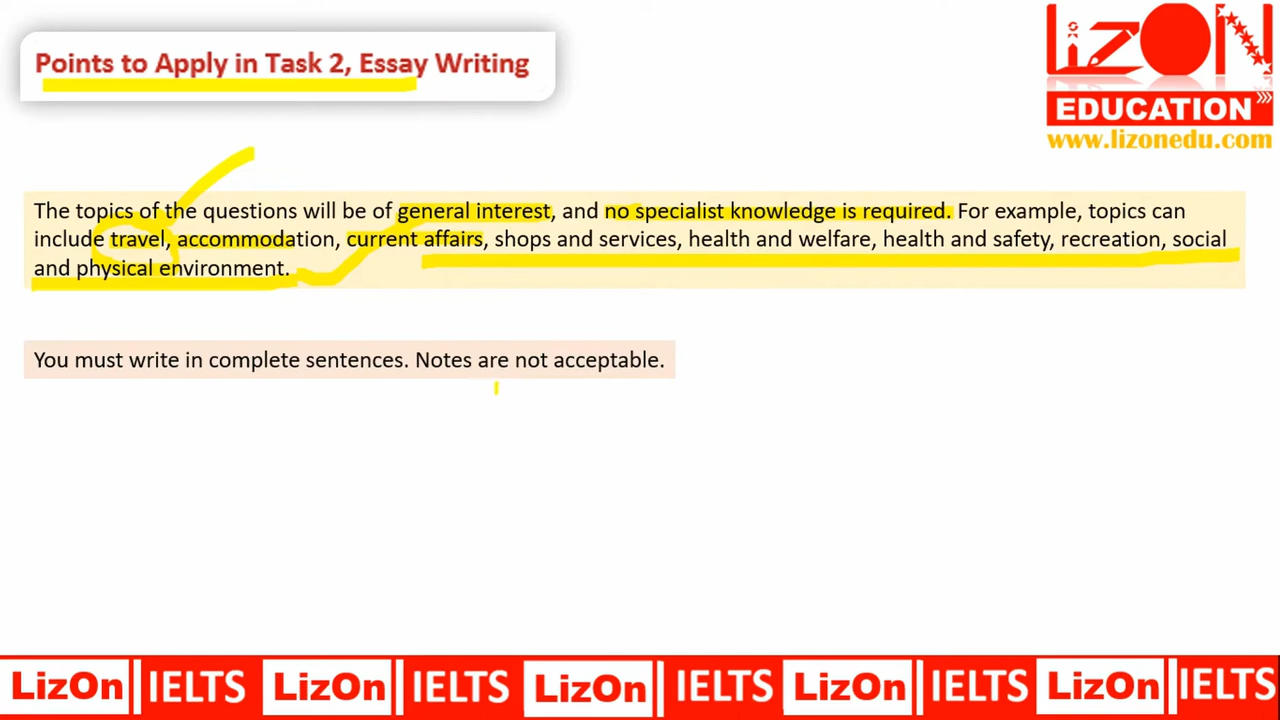 Points to Apply in Task 2, Essay Writing
LizON
EDUCATION
www.lizonedu.com
The topics of the questions will be of general interest, and no specialist knowledge is required. For example, topics can
include travel, accommodation, current affairs, shops and services, health and welfare, health and safety, recreation, social
and physical environment.
You must write in complete sentences. Notes are not acceptable.
LizOn IELTS LizOn IELTS LizOn IELTS LizOn IELTS LizOn IELTS